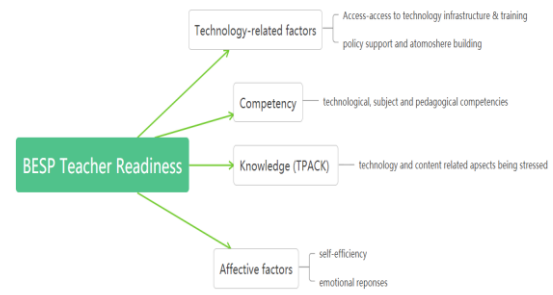 Technology-related factors
Access-access to technology infrastructure & training
policy support and atomoshere building
Competency
technological, subject and pedagogical competencies
BESP Teacher Readiness
Knowledge (TPACK)
technology and content related apsects being stressed
Affective factors
self-efficiency
emotional reponses